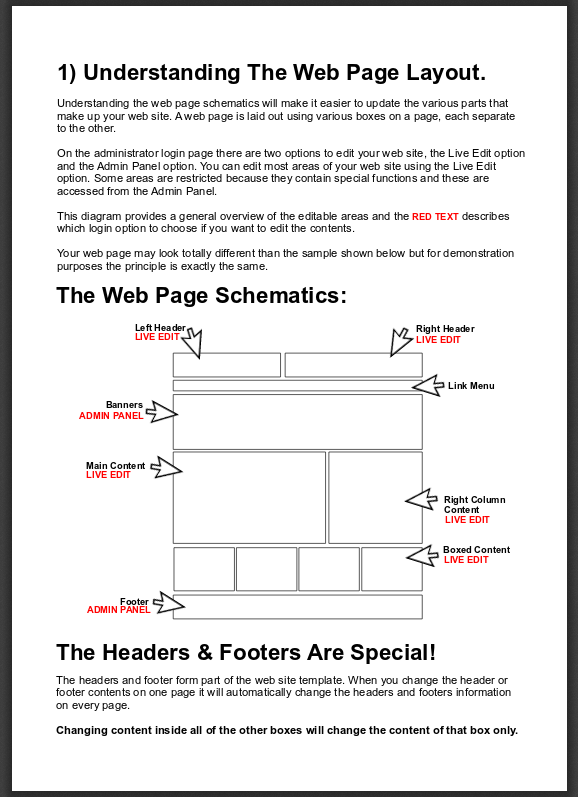 1) Understanding The Web Page Layout.
Understanding the web page schematics will make it easier to update the various parts that
make up your web site. A web page is laid out using various boxes on a page, each separate
to the other.
On the administrator login page there are two options to edit your web site, the Live Edit option
and the Admin Panel option. You can edit most areas of your web site using the Live Edit
option. Some areas are restricted because they contain special functions and these are
accessed from the Admin Panel.
This diagram provides a general overview of the editable areas and the RED TEXT describes
which login option to choose if you want to edit the contents.
Your web page may look totally different than the sample shown below but for demonstration
purposes the principle is exactly the same.
The Web Page Schematics:
Left Header
LIVE EDIT
Right Header
LIVE EDIT
Link Menu
Banners
ADMIN PANEL
Main Content
LIVE EDIT
Right Column
Content
LIVE EDIT
Boxed Content
LIVE EDIT
Footer
ADMIN PANEL
The Headers & Footers Are Special!
The headers and footer form part of the web site template. When you change the header or
footer contents on one page it will automatically change the headers and footers information
on every page.
Changing content inside all of the other boxes will change the content of that box only.